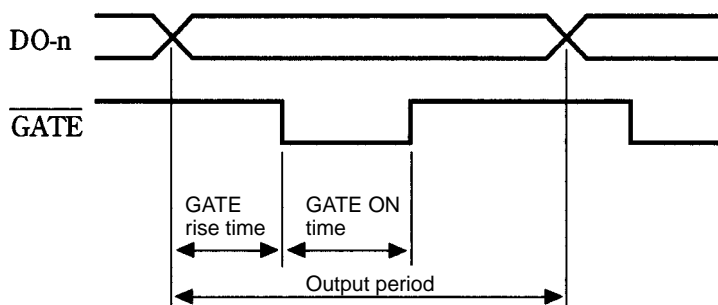 DO-n
GATE
GATE
rise time
GATE ON
time
Output period